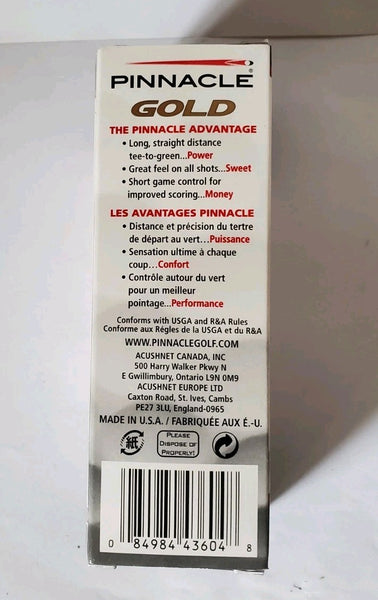 PINNACLE®
GOLD
THE PINNACLE ADVANTAGE
• Long, straight distance
tee-to-green...Power
• Great feel on all shots...Sweet
• Short game control for
improved scoring...Money
LES AVANTAGES PINNACLE
• Distance et précision du tertre
de départ au vert...Puissance
• Sensation ultime à chaque
coup...Confort
• Contrôle autour du vert
pour un meilleur
pointage...Performance
Conforms with USGA and R&A Rules
Conforme aux Régles de la USGA et du R&A
WWW.PINNACLEGOLF.COM
ACUSHNET CANADA, INC
500 Harry Walker Pkwy N
E Gwillimbury, Ontario L9N 0M9
ACUSHNET EUROPE LTD
Caxton Road, St. Ives, Cambs
PE27 3LU, England-0965
MADE IN U.S.A. / FABRIQUÉE AUX É.-U.
紙
PLEASE
DISPOSE OF
PROPERLY!
0 84984 43604 8